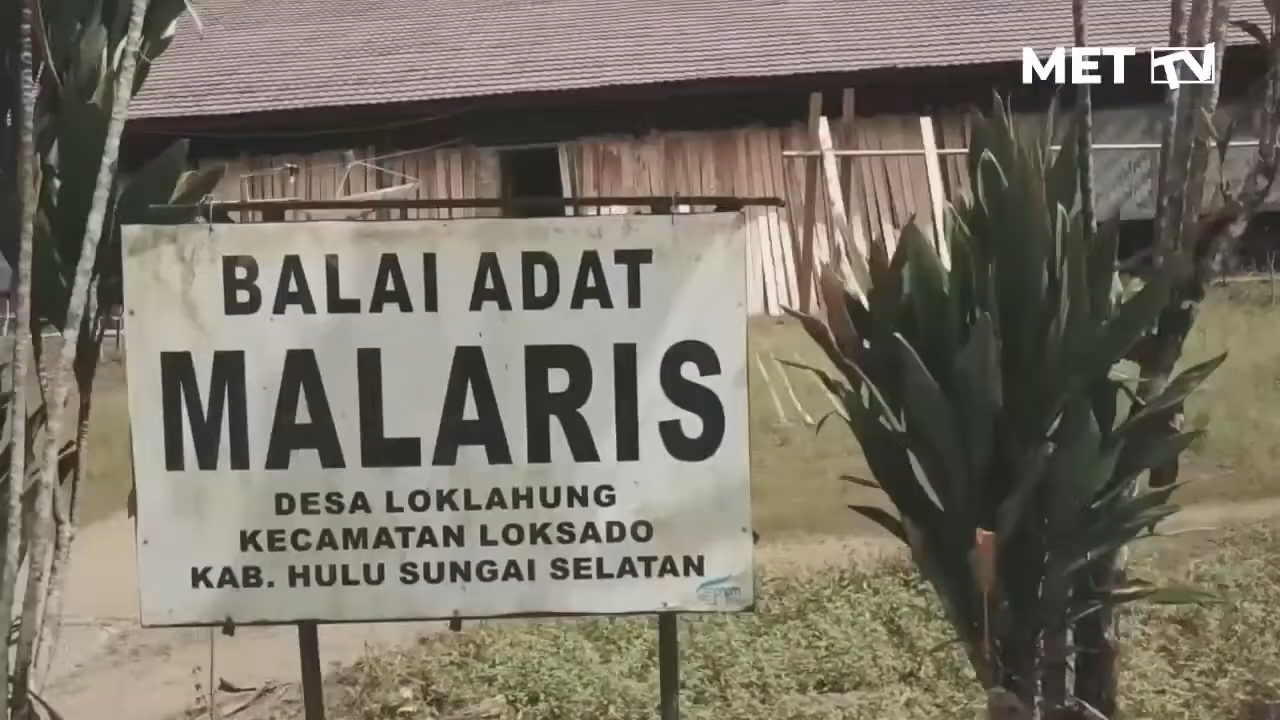 MET TV
BALAI ADAT
MALARIS
DESA LOKLAHUNG
KECAMATAN LOKSADO
KAB. HULU SUNGAI SELATAN